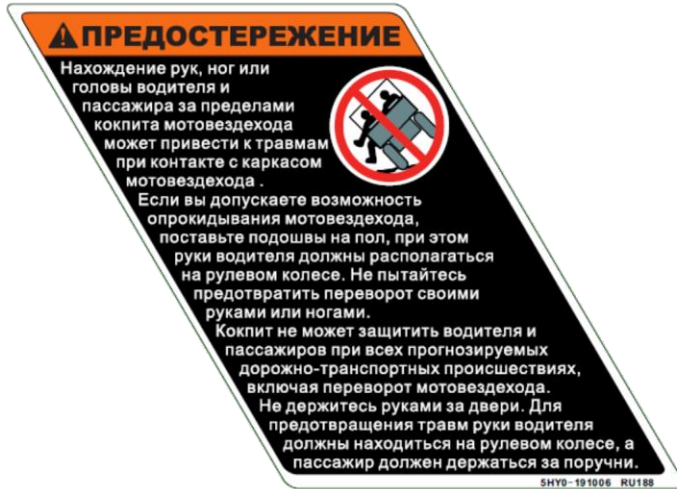 ПРЕДОСТЕРЕЖЕНИЕ
Нахождение рук, ног или
головы водителя и
пассажира за пределами
кокпита мотовездехода
может привести к травмам
при контакте с каркасом
мотовездехода .
Если вы допускаете возможность
опрокидывания мотовездехода,
поставьте подошвы на пол, при этом
руки водителя должны располагаться
на рулевом колесе. Не пытайтесь
предотвратить переворот своими
руками или ногами.
Кокпит не может защитить водителя и
пассажиров при всех прогнозируемых
дорожно-транспортных происшествиях,
включая переворот мотовездехода.
Не держитесь руками за двери. Для
предотвращения травм руки водителя
должны находиться на рулевом колесе, а
пассажир должен держаться за поручни.
5HY0-191006 RU188